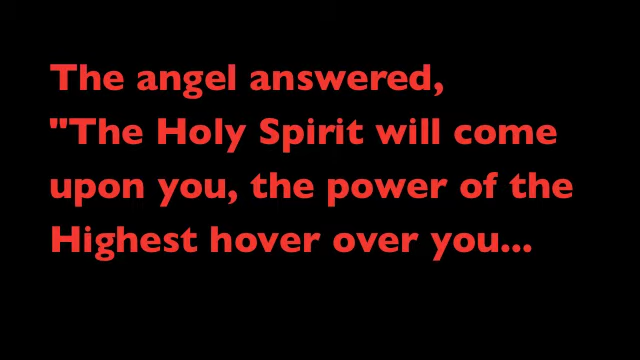 The angel answered,
"The Holy Spirit will come
upon you, the power of the
Highest hover over you...